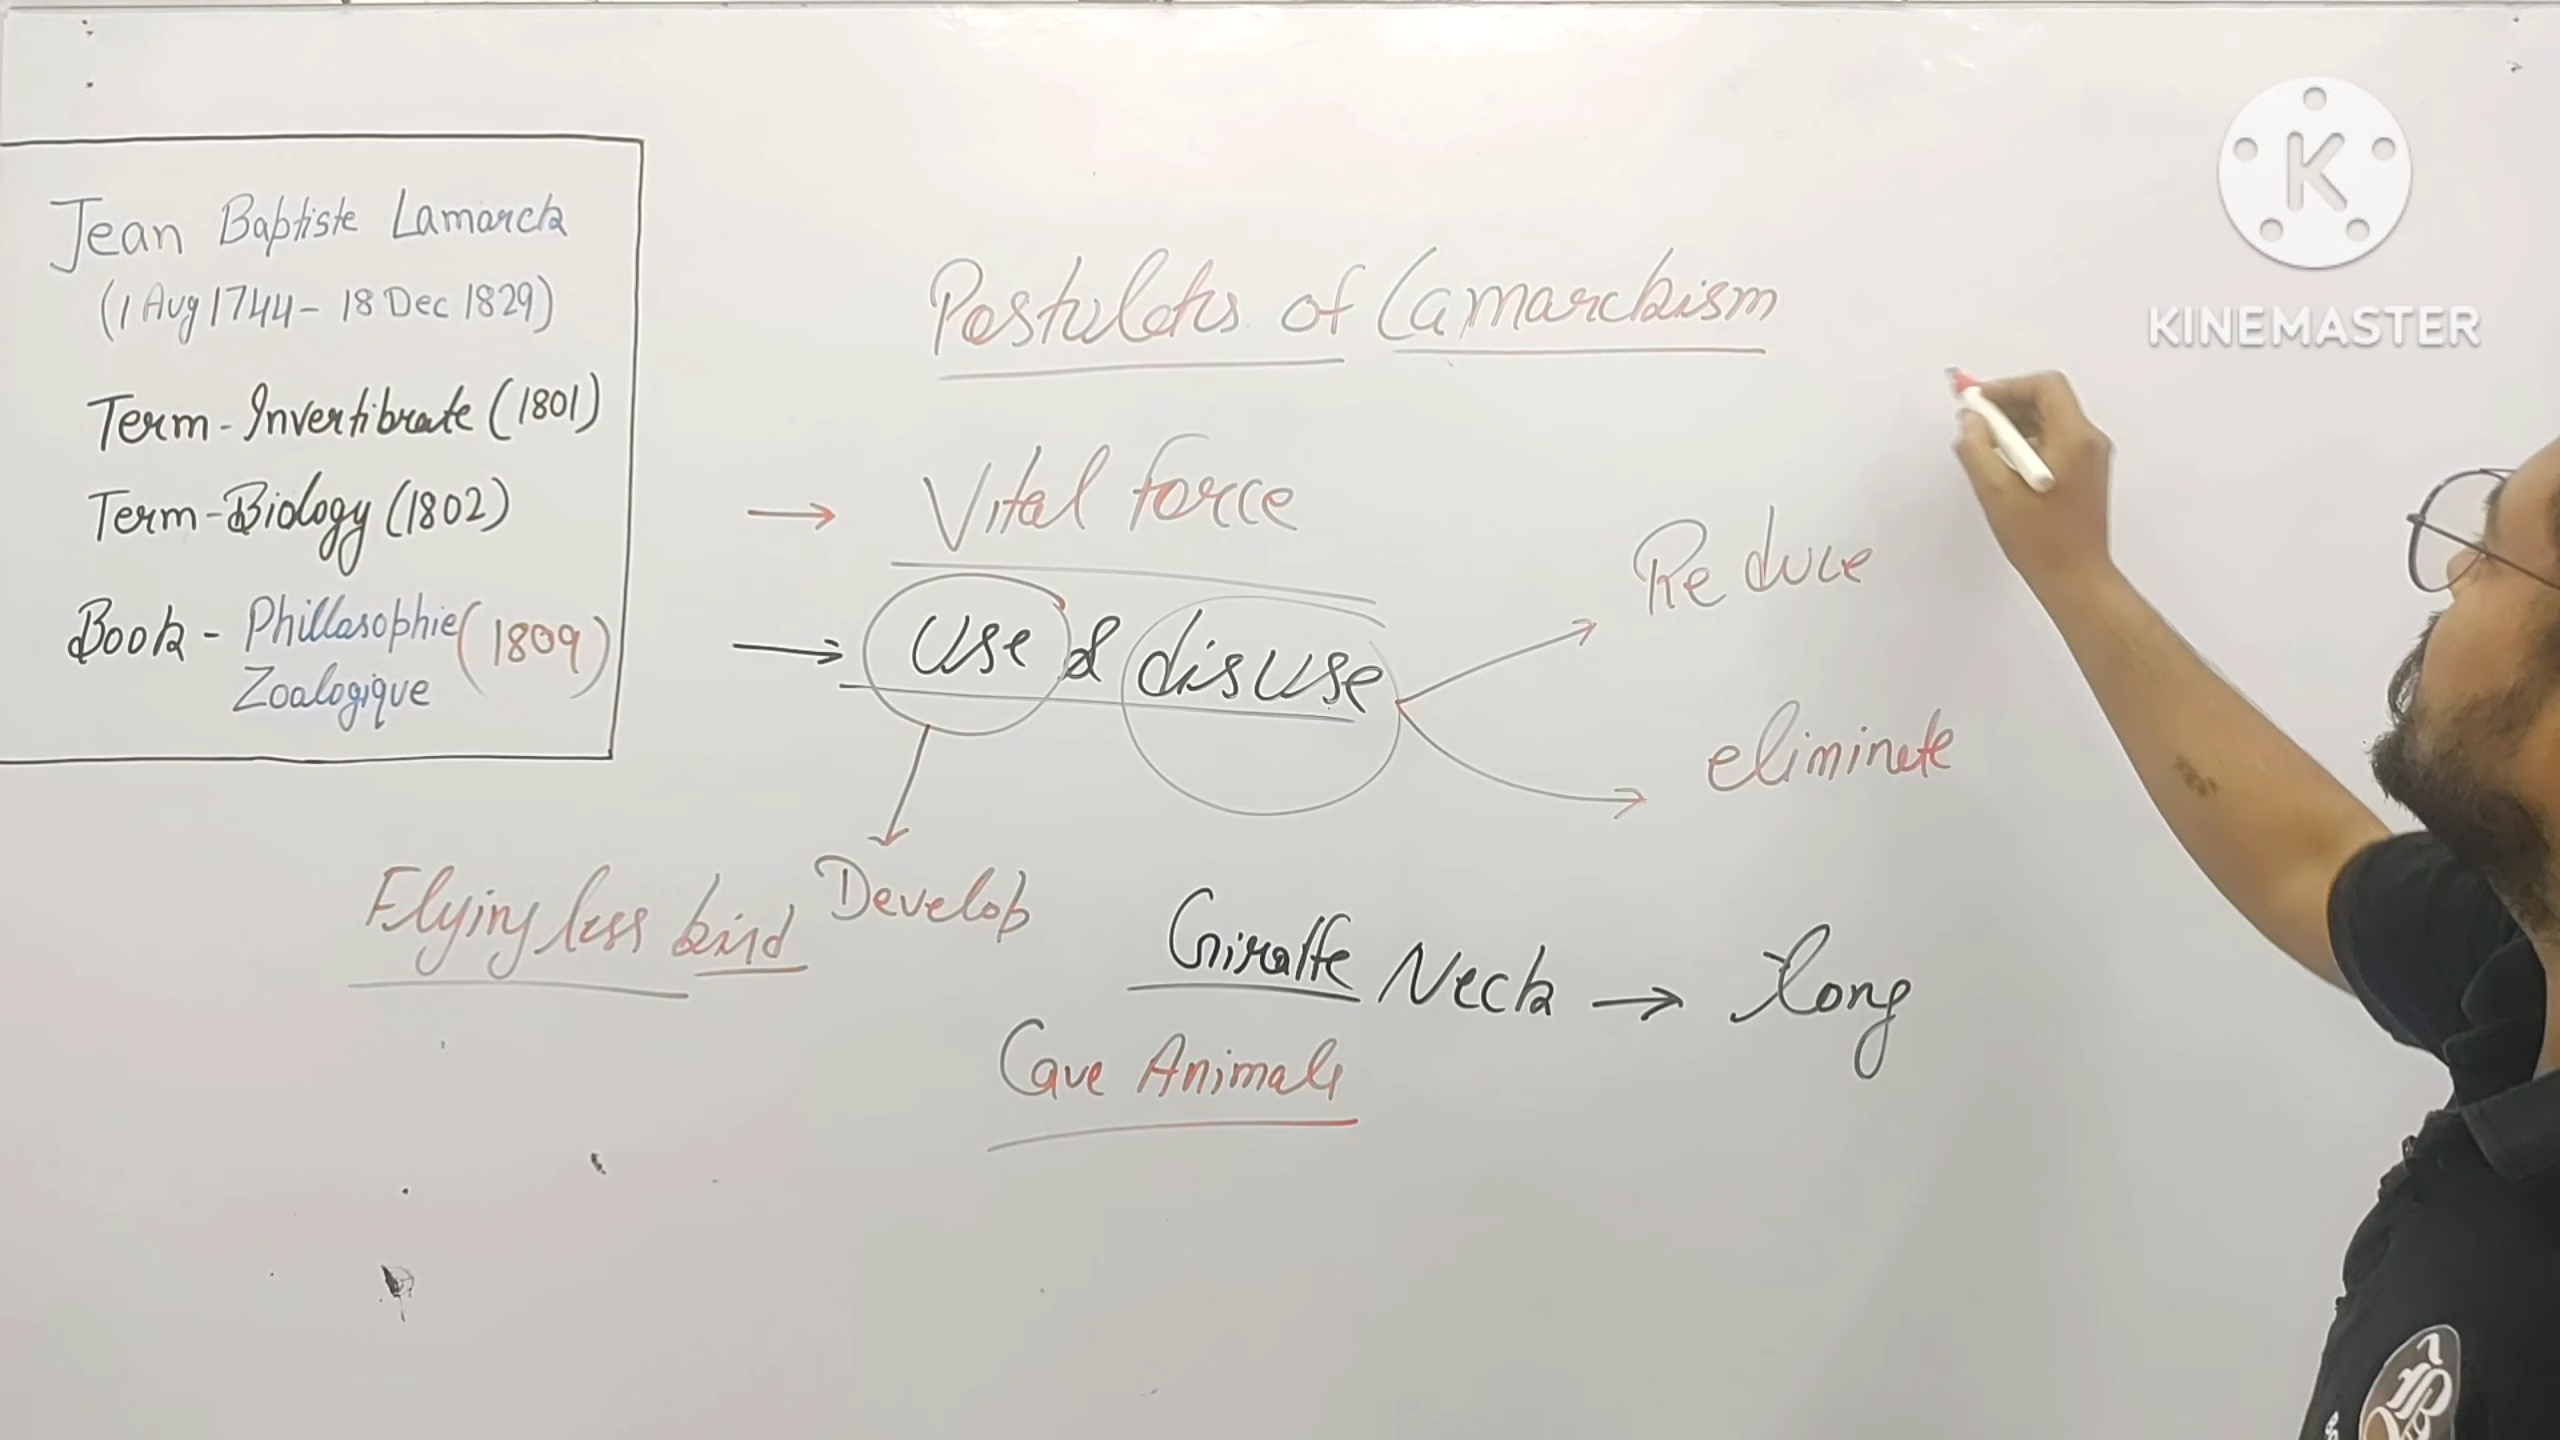 Jean Baptiste Lamarck
(1 Aug 1744 - 18 Dec 1829)
Term - Invertibrate (1801)
Term - Biology (1802)
Book - Phillosophie (1809)
Zoalogique
Postulates of Lamarckism
→ Vital force
→ Use & disuse
Reduce
eliminate
Develop
Flying less bird
Giraffe Neck → long
Cave Animals
K
KINEMASTER